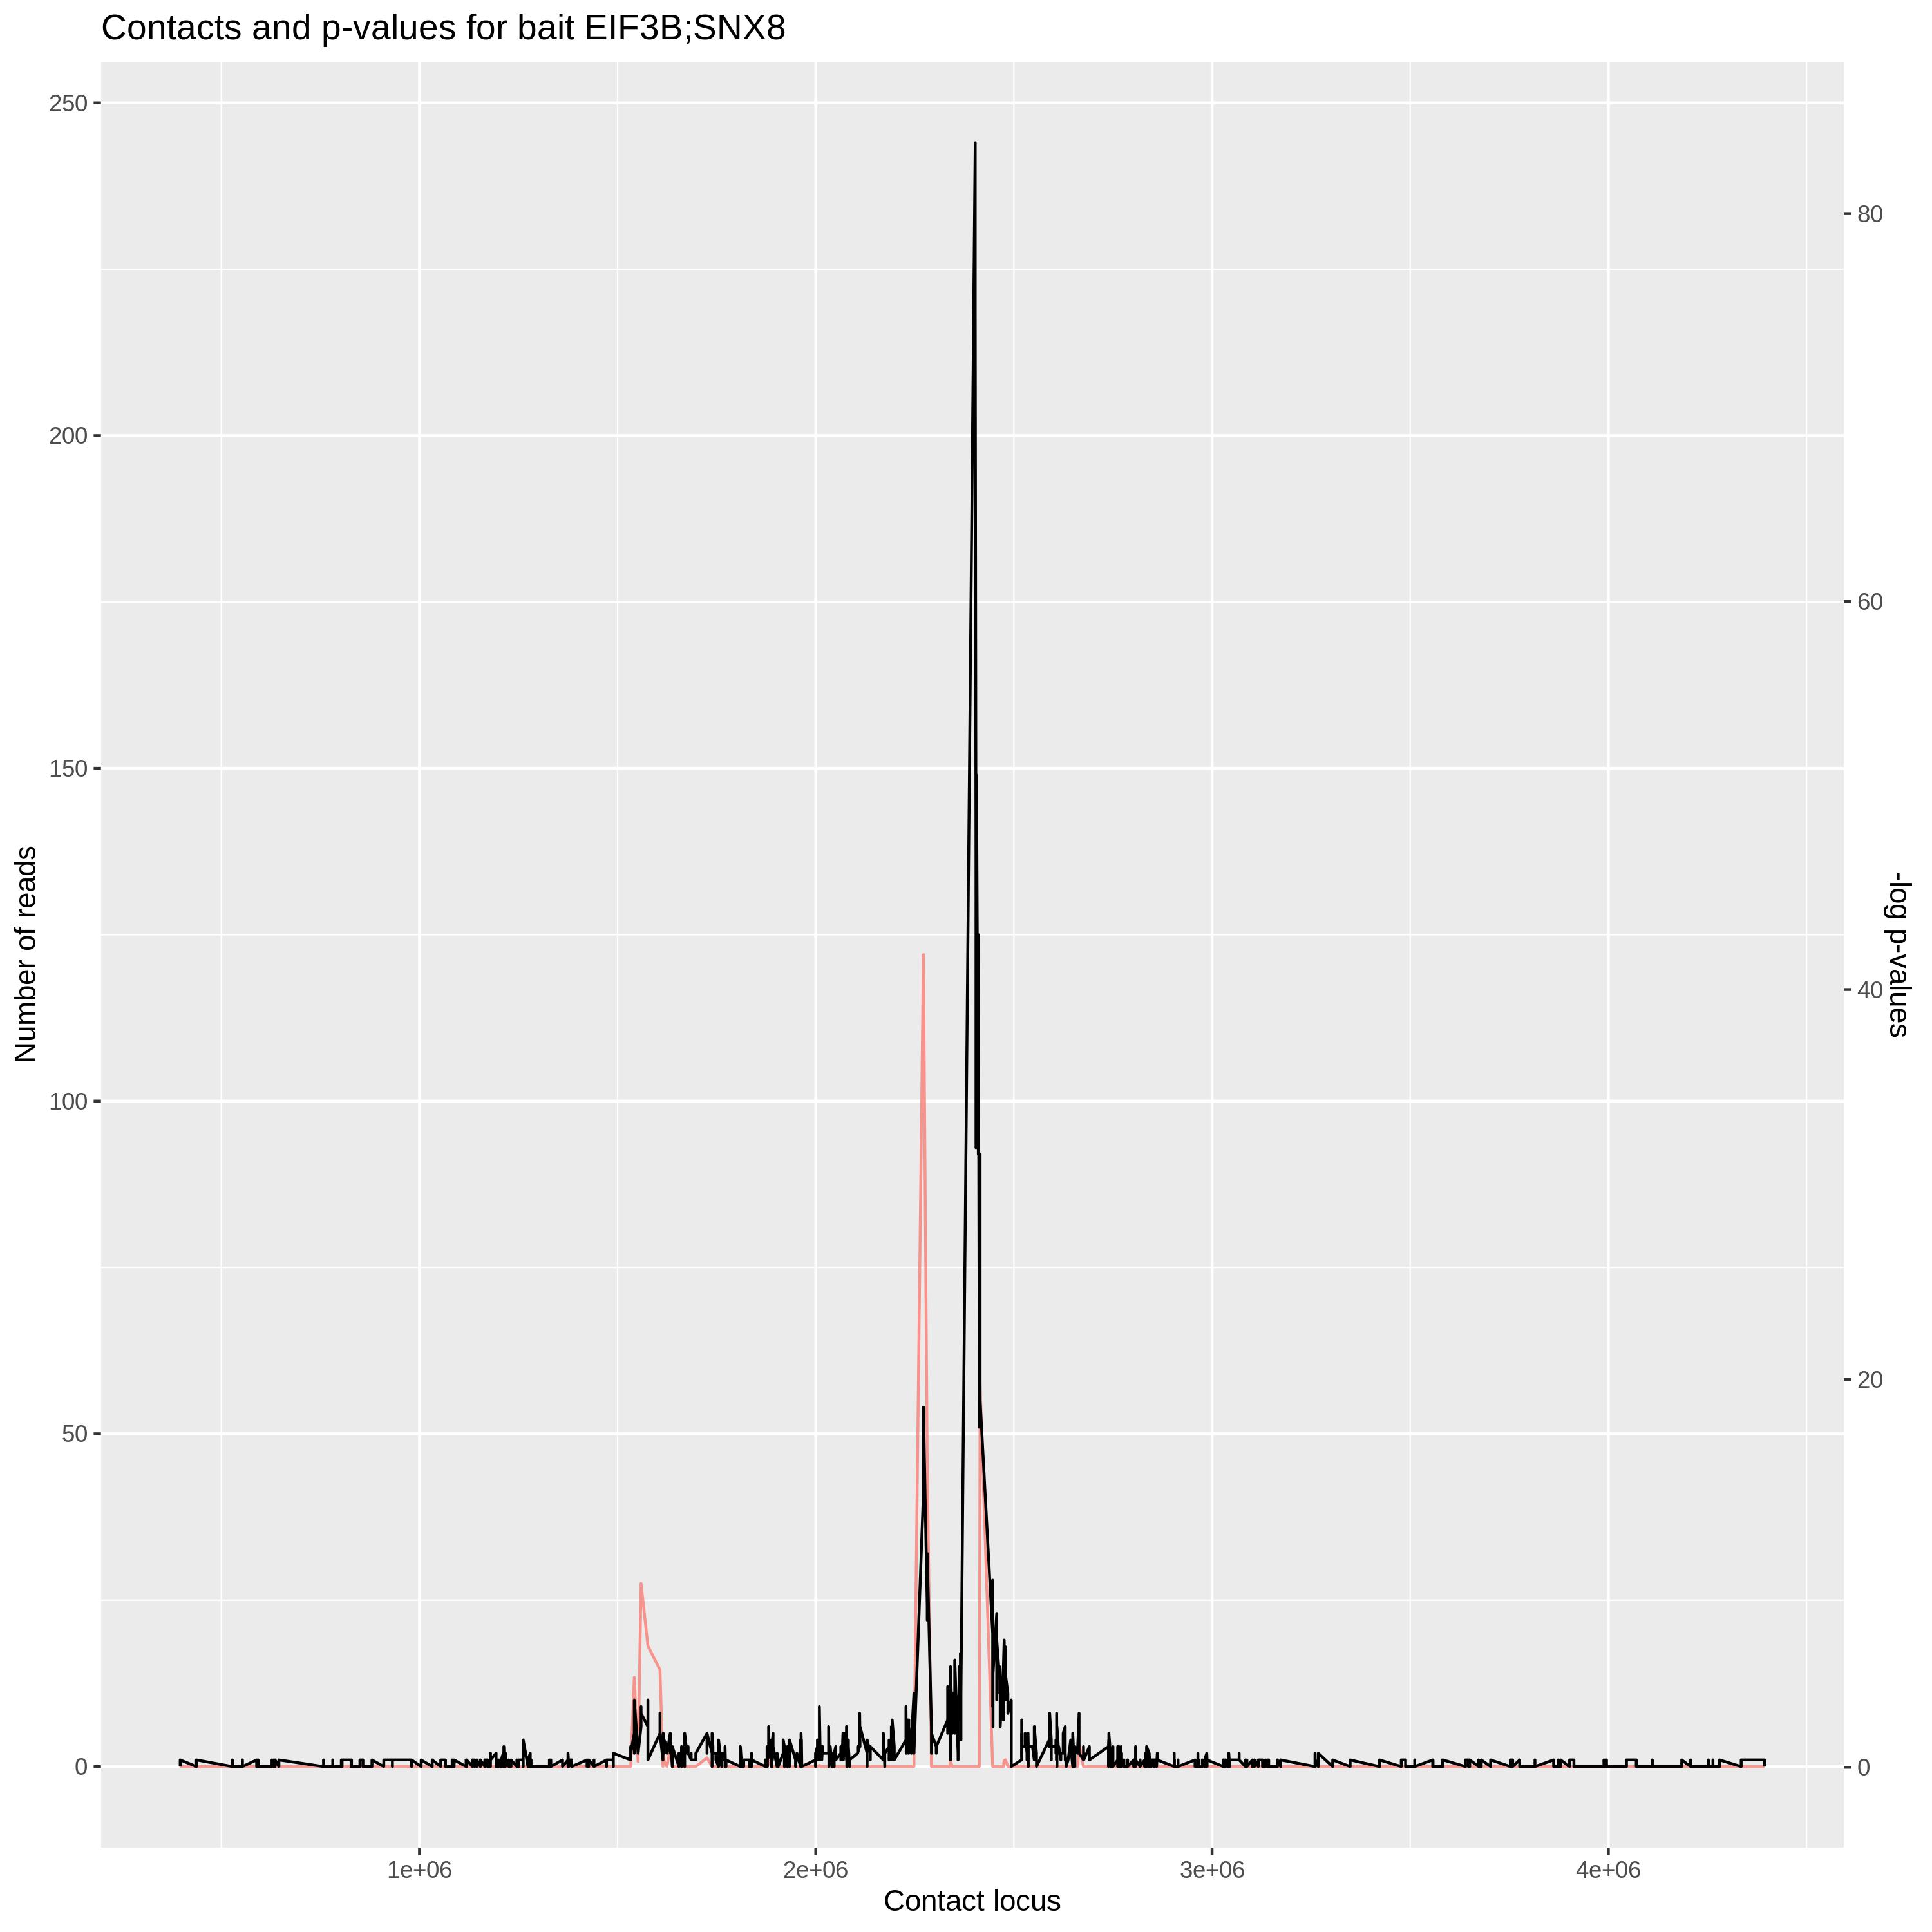 Contacts and p-values for bait EIF3B;SNX8
250
200
150
100
50
0
Number of reads
80
60
40
20
0
-log p-values
1e+06
2e+06
3e+06
4e+06
Contact locus